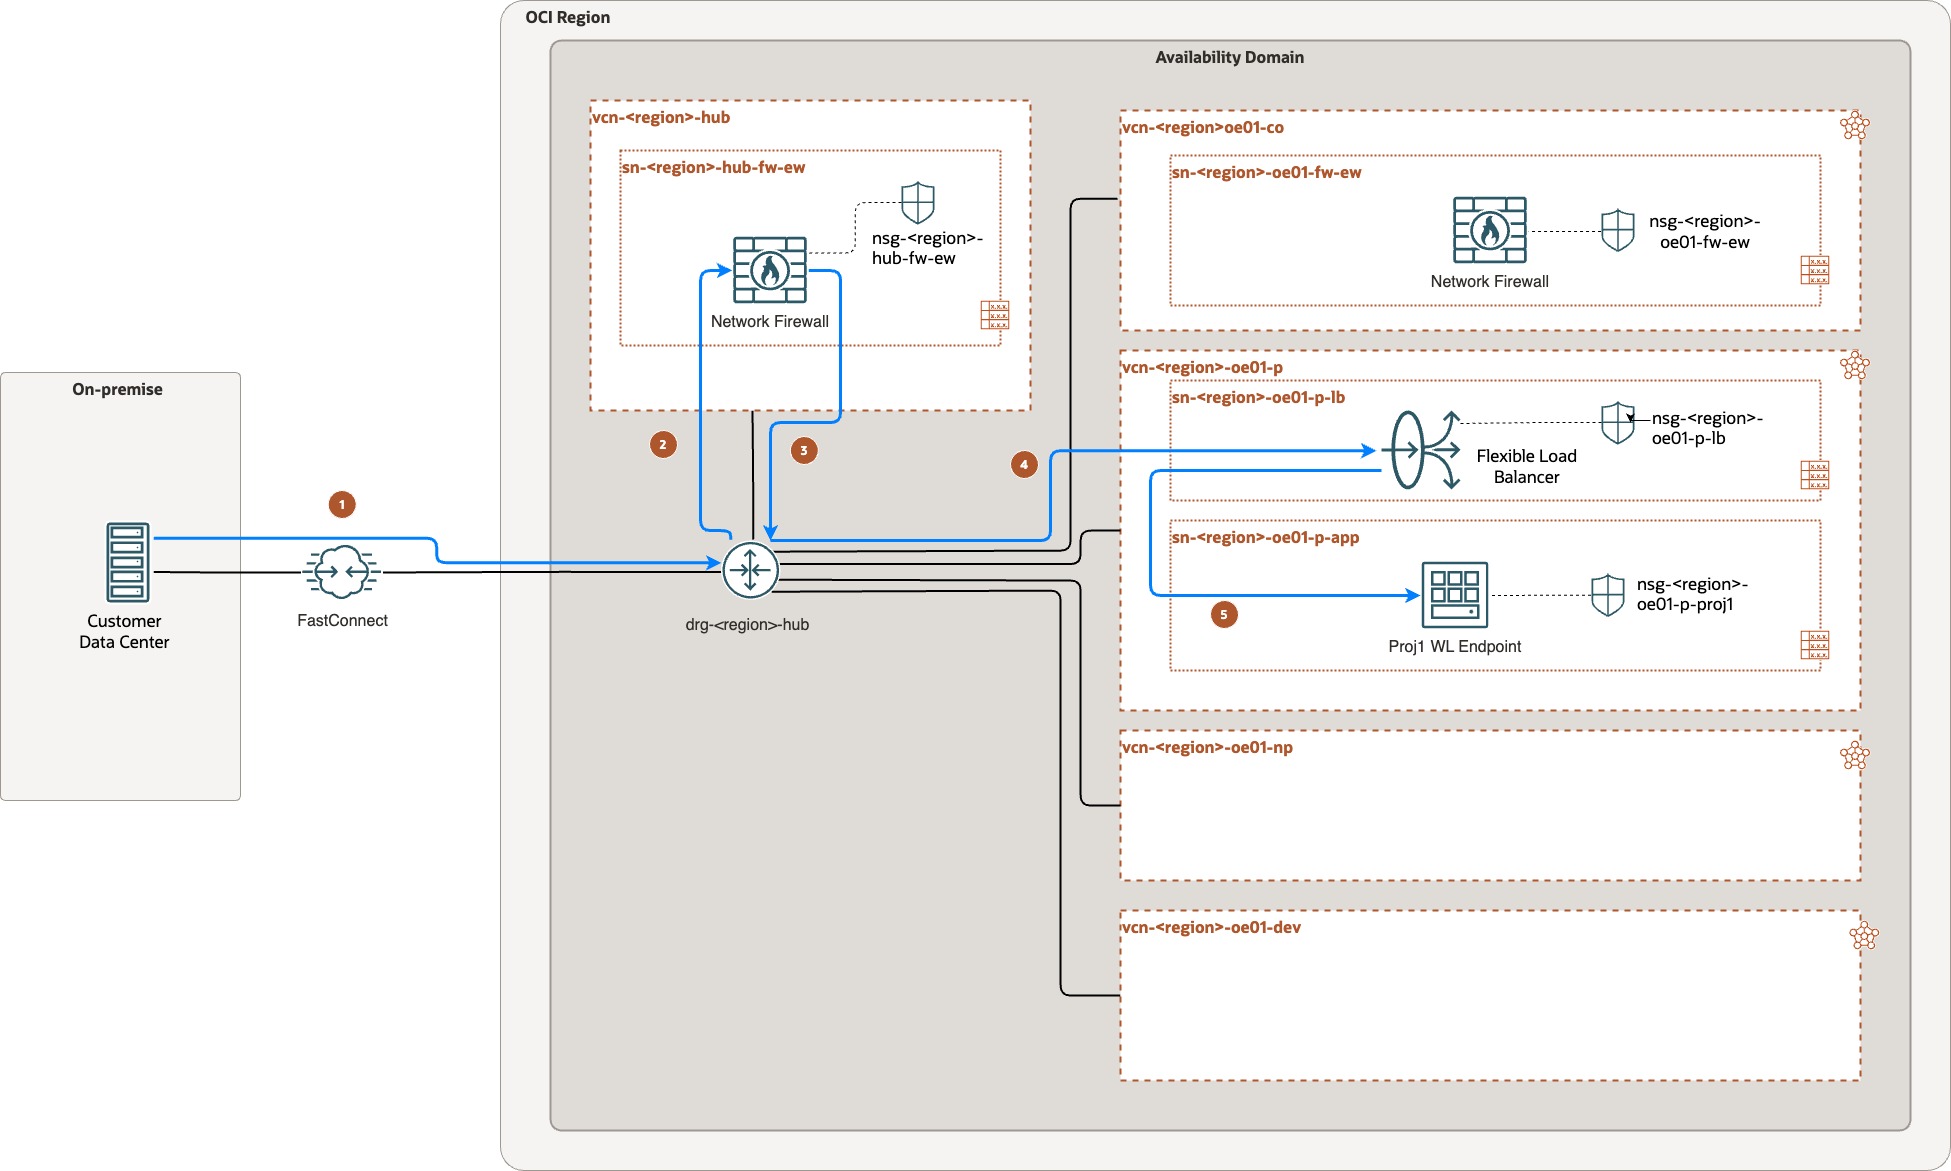 OCI Region
Availability Domain
vcn-<region>-hub
sn-<region>-hub-fw-ew
nsg-<region>-
hub-fw-ew
Network Firewall
vcn-<region>oe01-co
sn-<region>-oe01-fw-ew
nsg-<region>-
oe01-fw-ew
Network Firewall
On-premise
Customer
Data Center
1
FastConnect
2
3
4
drg-<region>-hub
vcn-<region>-oe01-p
sn-<region>-oe01-p-lb
nsg-<region>-
oe01-p-lb
Flexible Load
Balancer
sn-<region>-oe01-p-app
nsg-<region>-
oe01-p-proj1
5
Proj1 WL Endpoint
vcn-<region>-oe01-np
vcn-<region>-oe01-dev